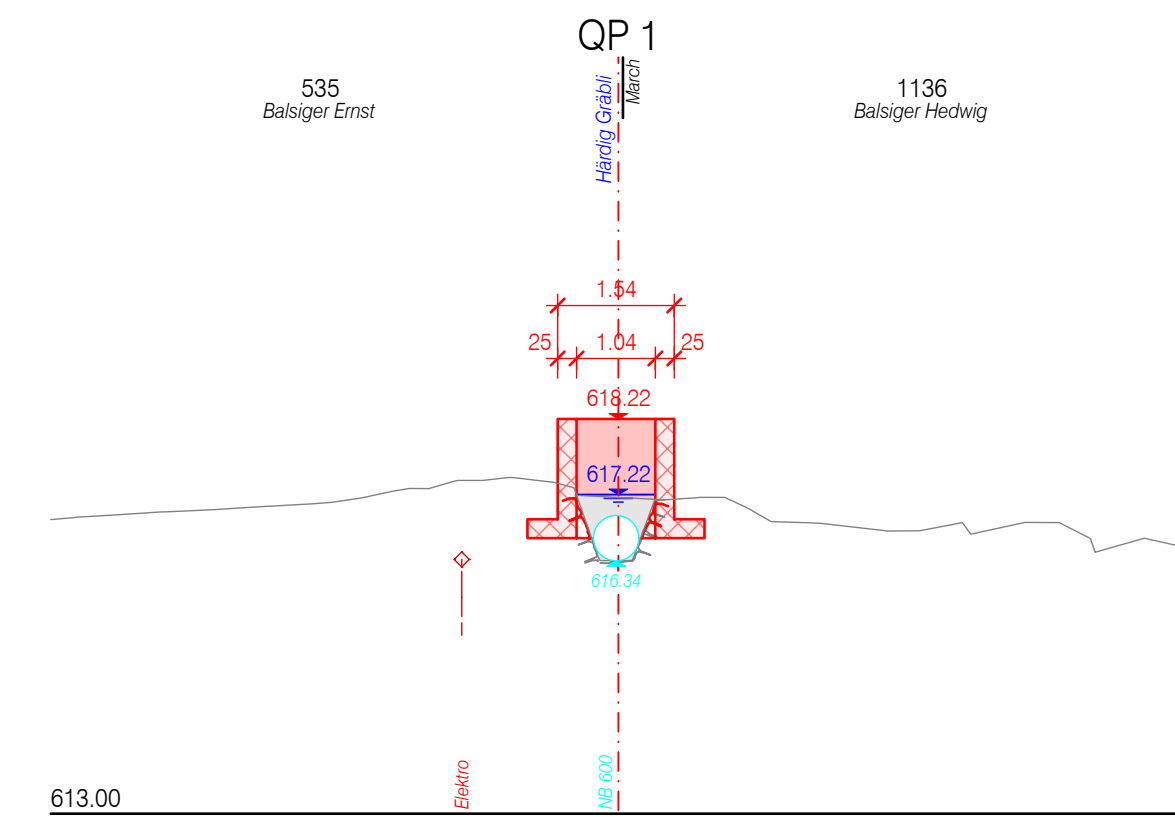 QP 1
535
Balsiger Ernst
Härdig Gräbli
March
1136
Balsiger Hedwig
1.54
25
1.04
25
618.22
617.22
616.34
Elektro
NB 600
613.00